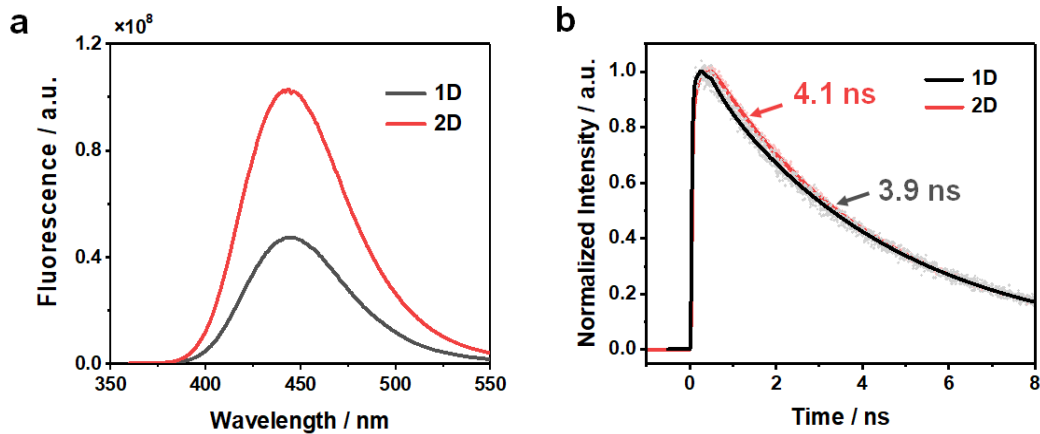 a
×10⁸
1.2
0.8
0.4
0.0
Fluorescence / a.u.
1D
2D
350
400
450
500
550
Wavelength / nm
b
1.0
0.8
0.6
0.4
0.2
0.0
Normalized Intensity / a.u.
1D
2D
4.1 ns
3.9 ns
0
2
4
6
8
Time / ns